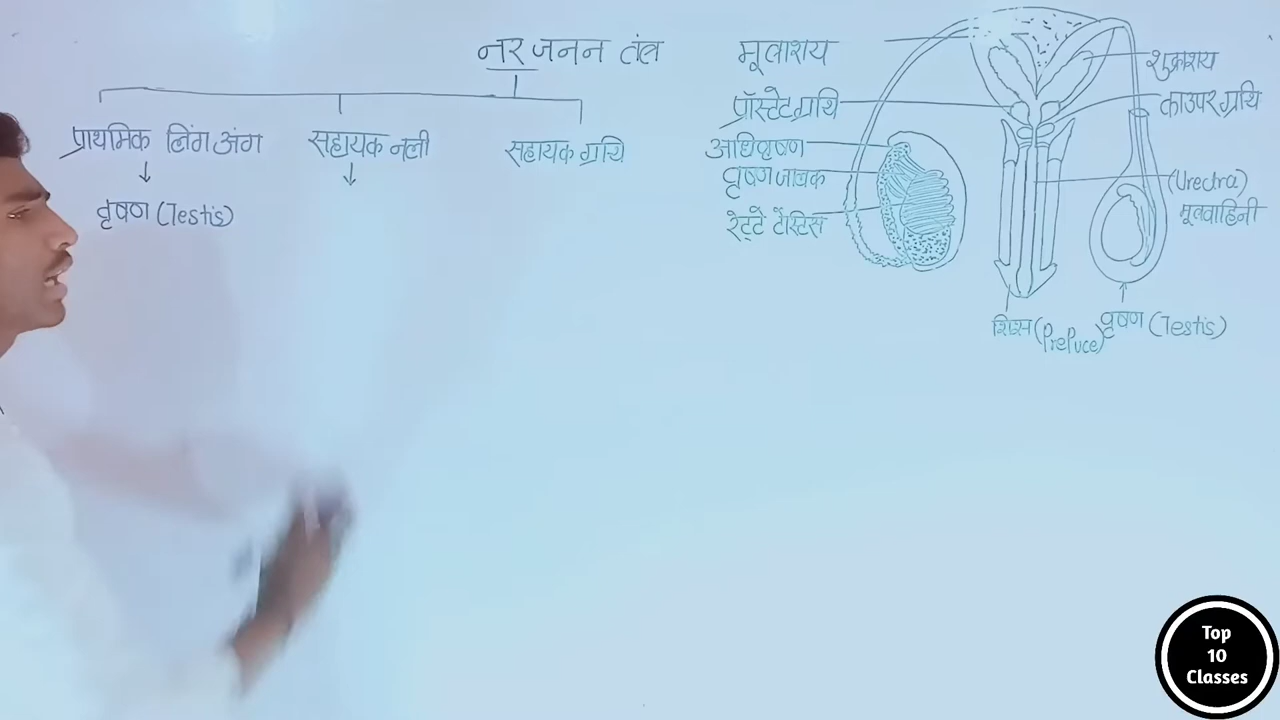 नर जनन तंत्र
प्राथमिक लिंग अंग
सहायक नली
सहायक ग्रंथि
वृषण (Testis)
मूत्राशय
प्रॉस्टेट ग्रंथि
अधिवृषण
वृषण जालक
रेट्टे टेस्टिस
शुक्राशय
काउपर ग्रंथि
(Urectra)
मूत्रवाहिनी
शिश्न (PrePuce)
वृषण (Testis)
Top
10
Classes